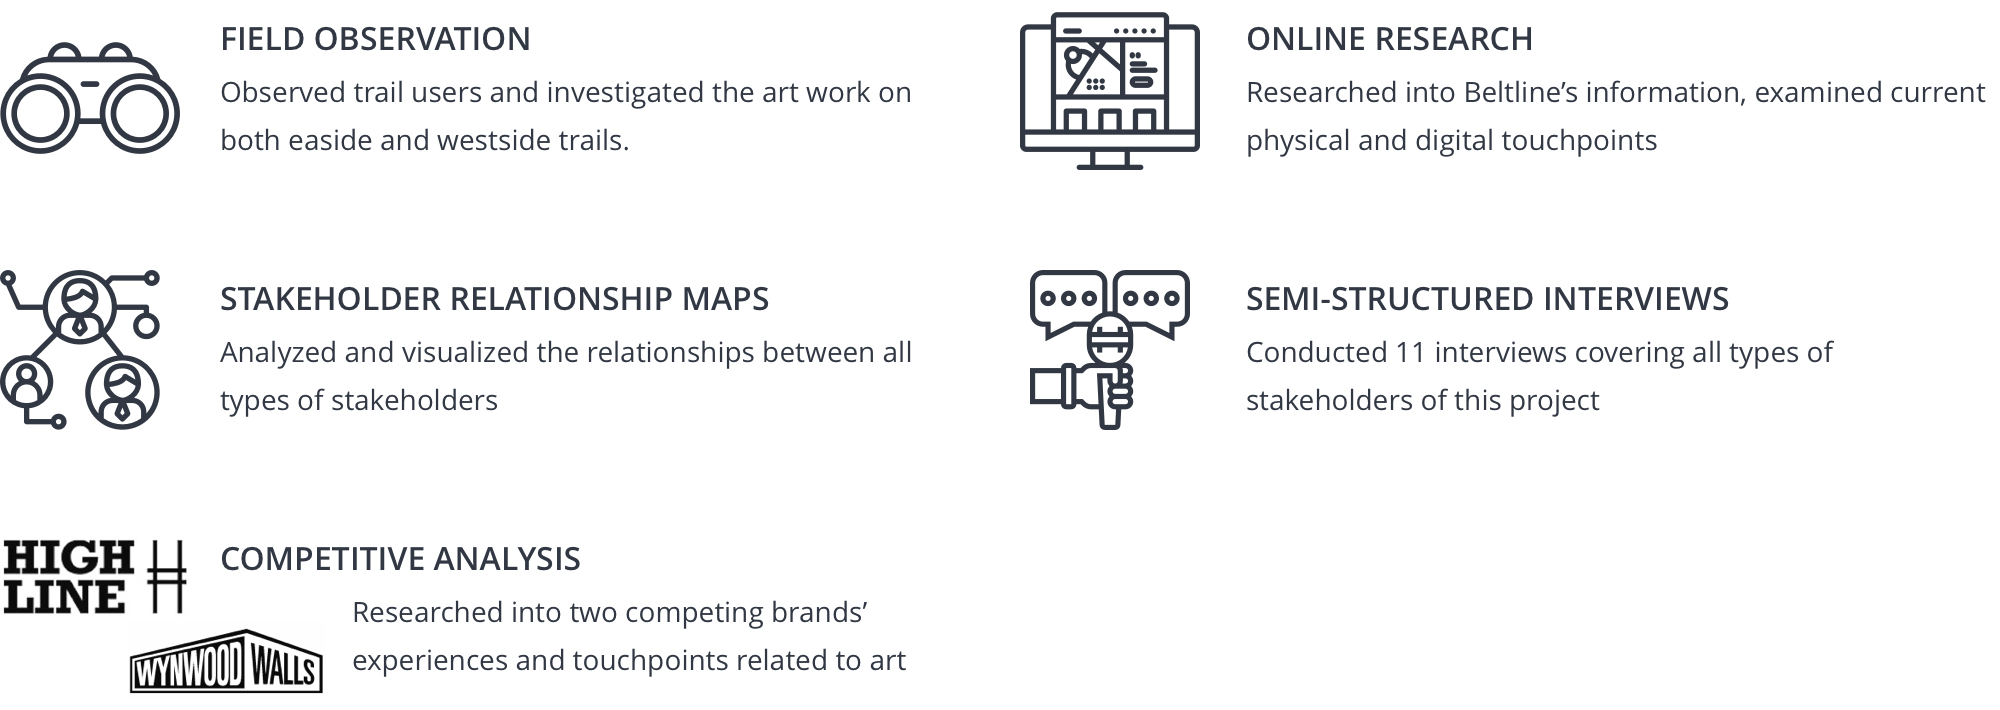 FIELD OBSERVATION
Observed trail users and investigated the art work on
both easide and westside trails.
ONLINE RESEARCH
Researched into Beltline’s information, examined current
physical and digital touchpoints
STAKEHOLDER RELATIONSHIP MAPS
Analyzed and visualized the relationships between all
types of stakeholders
SEMI-STRUCTURED INTERVIEWS
Conducted 11 interviews covering all types of
stakeholders of this project
HIGH
LINE
COMPETITIVE ANALYSIS
Researched into two competing brands’
experiences and touchpoints related to art
WYNWOOD WALLS